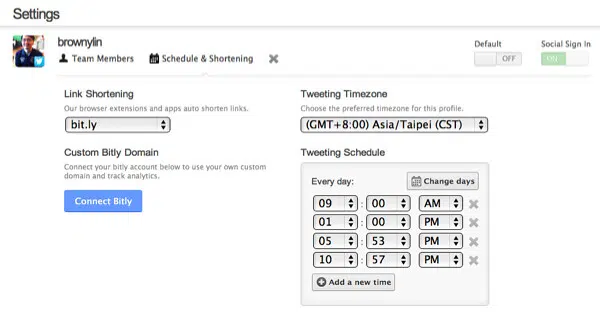 Settings
brownylin
Team Members
Schedule & Shortening
Default
OFF
Social Sign In
ON
Link Shortening
Our browser extensions and apps auto shorten links.
bit.ly
Custom Bitly Domain
Connect your bitly account below to use your own custom
domain and track analytics.
Connect Bitly
Tweeting Timezone
Choose the preferred timezone for this profile.
(GMT+8:00) Asia/Taipei (CST)
Tweeting Schedule
Every day:
Change days
09 : 00 AM
01 : 00 PM
05 : 53 PM
10 : 57 PM
Add a new time